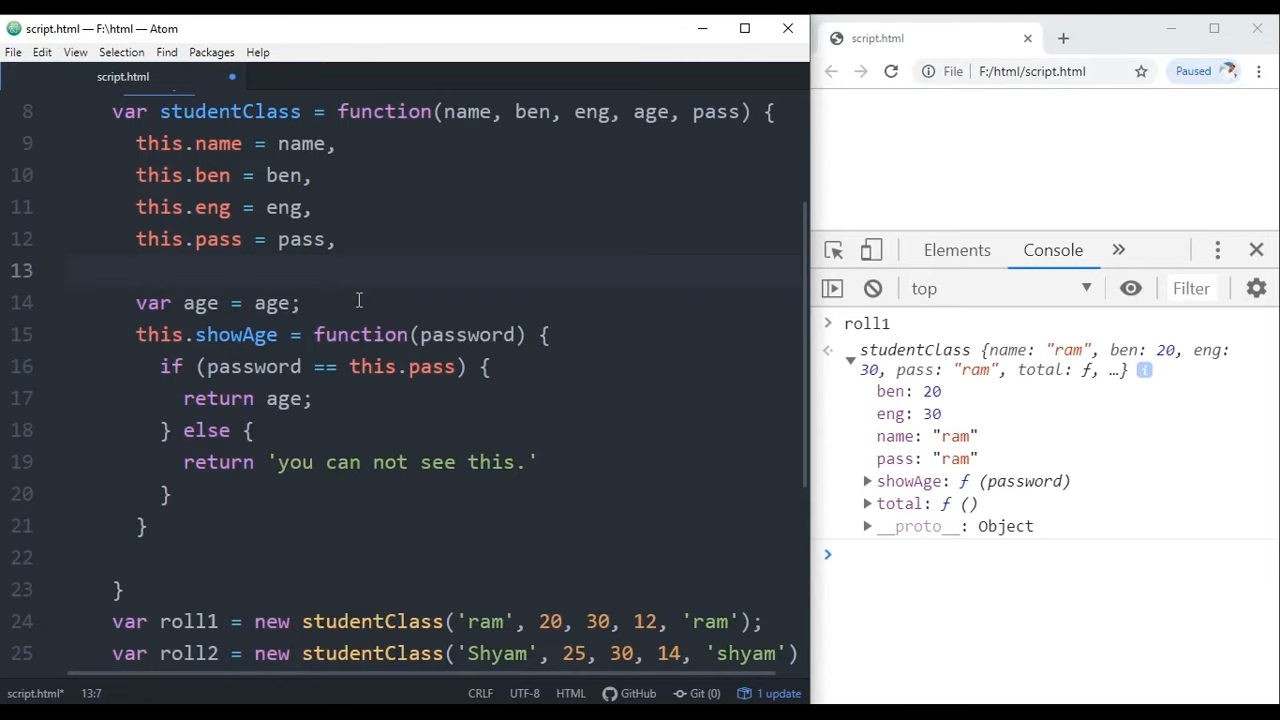 script.html — F:\html — Atom
File Edit View Selection Find Packages Help
script.html
8 var studentClass = function(name, ben, eng, age, pass) {
9 this.name = name,
10 this.ben = ben,
11 this.eng = eng,
12 this.pass = pass,
13
14 var age = age;
15 this.showAge = function(password) {
16 if (password == this.pass) {
17 return age;
18 } else {
19 return 'you can not see this.'
20 }
21 }
22
23 }
24 var roll1 = new studentClass('ram', 20, 30, 12, 'ram');
25 var roll2 = new studentClass('Shyam', 25, 30, 14, 'shyam')
script.html* 13:7 CRLF UTF-8 HTML GitHub Git (0) 1 update
script.html
File F:/html/script.html Paused
Elements Console »
top Filter
roll1
studentClass {name: "ram", ben: 20, eng:
30, pass: "ram", total: ƒ, …}
ben: 20
eng: 30
name: "ram"
pass: "ram"
showAge: ƒ (password)
total: ƒ ()
__proto__: Object